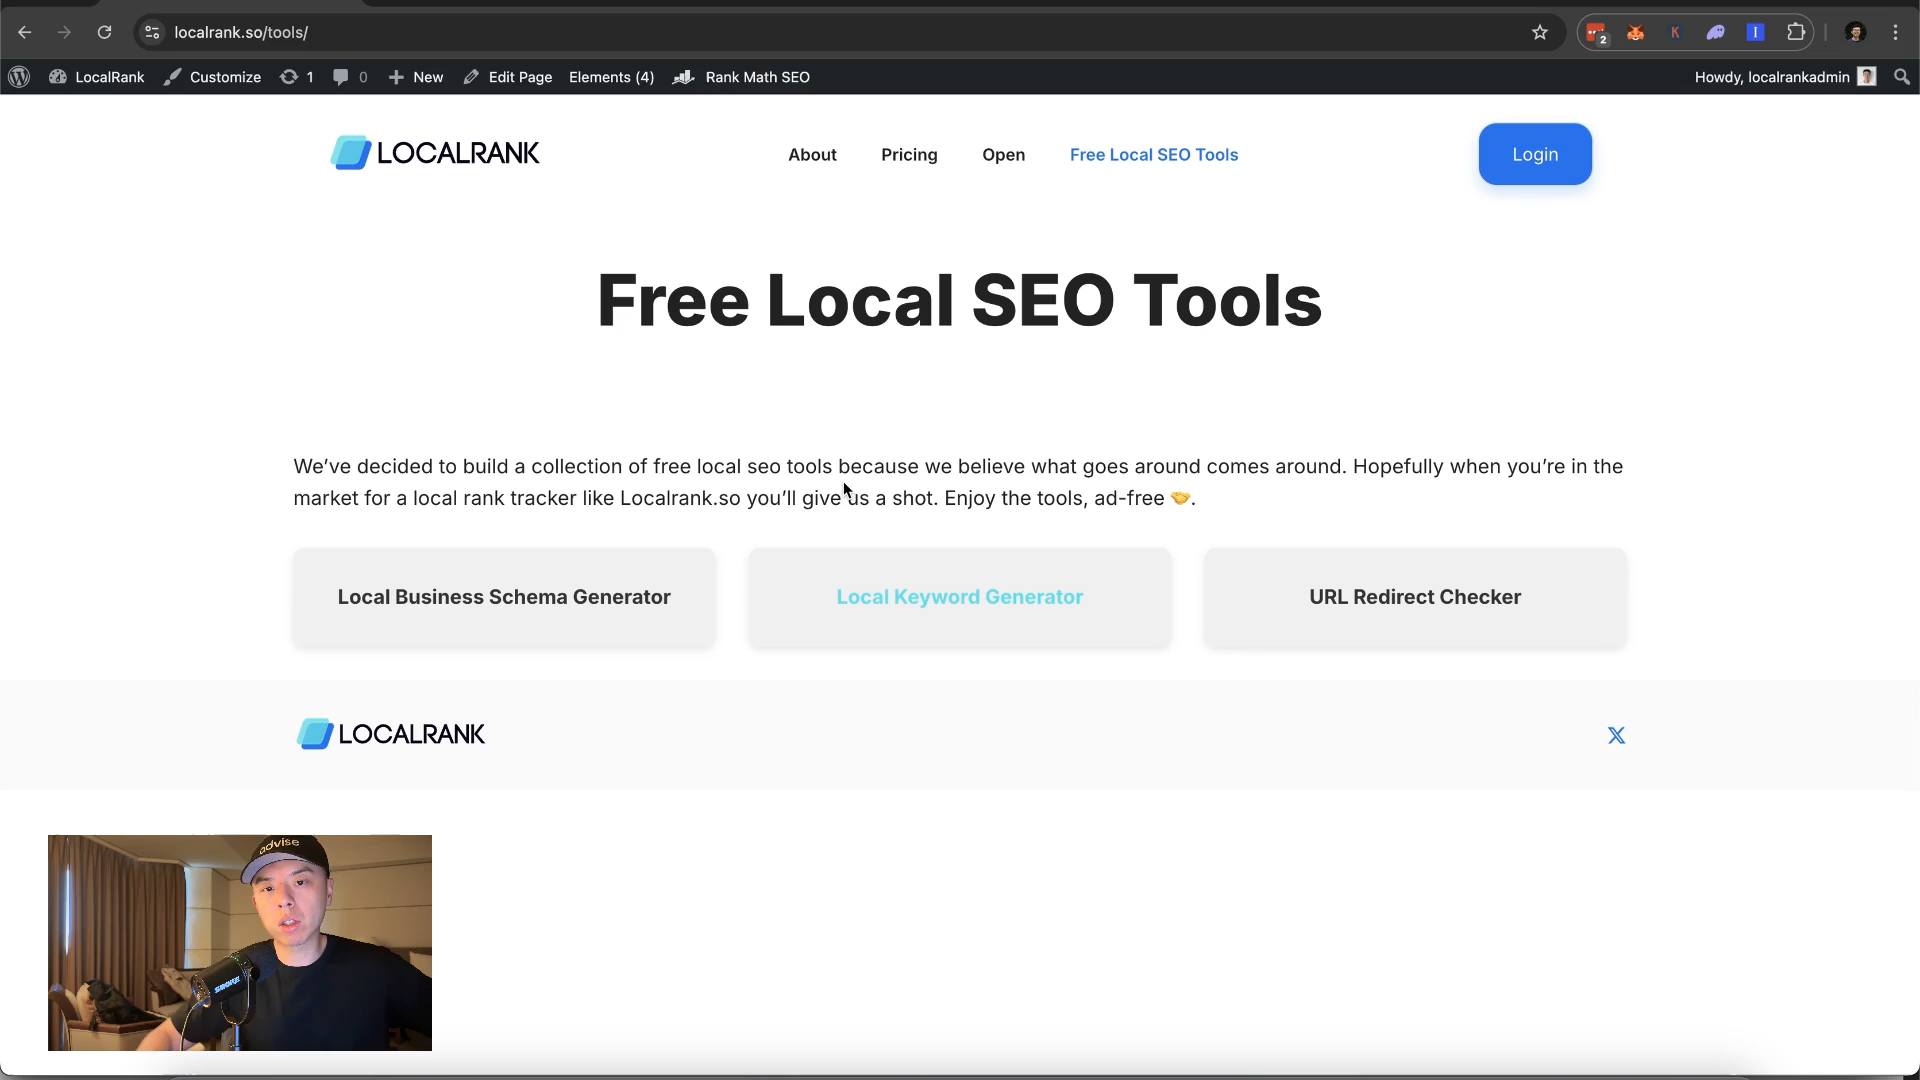 localrank.so/tools/
2
K
I
LocalRank
Customize
1
0
New
Edit Page
Elements (4)
Rank Math SEO
Howdy, localrankadmin
LOCALRANK
About
Pricing
Open
Free Local SEO Tools
Login
Free Local SEO Tools
We’ve decided to build a collection of free local seo tools because we believe what goes around comes around. Hopefully when you’re in the
market for a local rank tracker like Localrank.so you’ll give us a shot. Enjoy the tools, ad-free 🤝.
Local Business Schema Generator
Local Keyword Generator
URL Redirect Checker
LOCALRANK
advise
SHURE